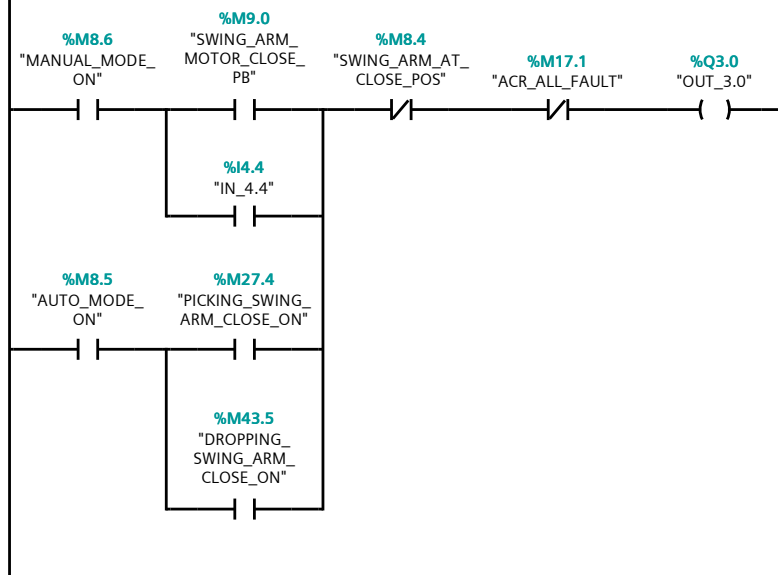 %M8.6
"MANUAL_MODE_
ON"
%M9.0
"SWING_ARM_
MOTOR_CLOSE_
PB"
%M8.4
"SWING_ARM_AT_
CLOSE_POS"
%M17.1
"ACR_ALL_FAULT"
%Q3.0
"OUT_3.0"
%I4.4
"IN_4.4"
%M8.5
"AUTO_MODE_
ON"
%M27.4
"PICKING_SWING_
ARM_CLOSE_ON"
%M43.5
"DROPPING_
SWING_ARM_
CLOSE_ON"